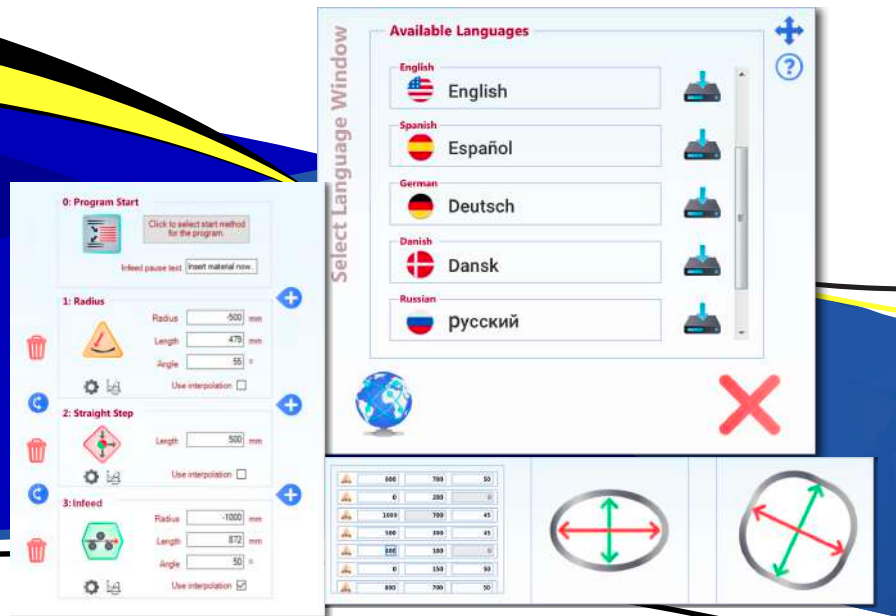 Select Language Window
Available Languages
English
English
Spanish
Español
German
Deutsch
Danish
Dansk
Russian
русский
0: Program Start
Click to select start method
for the program.
Infeed pause text Insert material now.
1: Radius
Radius -500 mm
Length 479 mm
Angle 55 °
Use interpolation
2: Straight Step
Length 500 mm
Use interpolation
3: Infeed
Radius -1000 mm
Length 872 mm
Angle 50 °
Use interpolation
700 50
0 200 0
1000 700 45
500 300 45
100 0
0 150 50
800 700 50